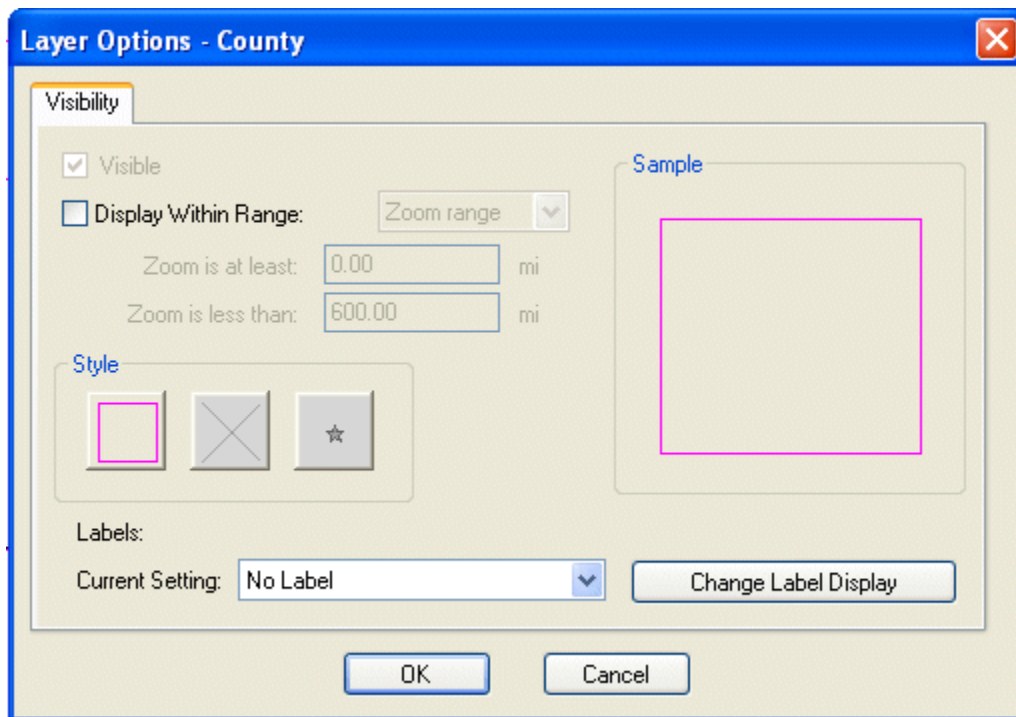 Layer Options - County
Visibility
Visible
Display Within Range: Zoom range
Zoom is at least: 0.00 mi
Zoom is less than: 600.00 mi
Sample
Style
Labels:
Current Setting: No Label Change Label Display
OK Cancel